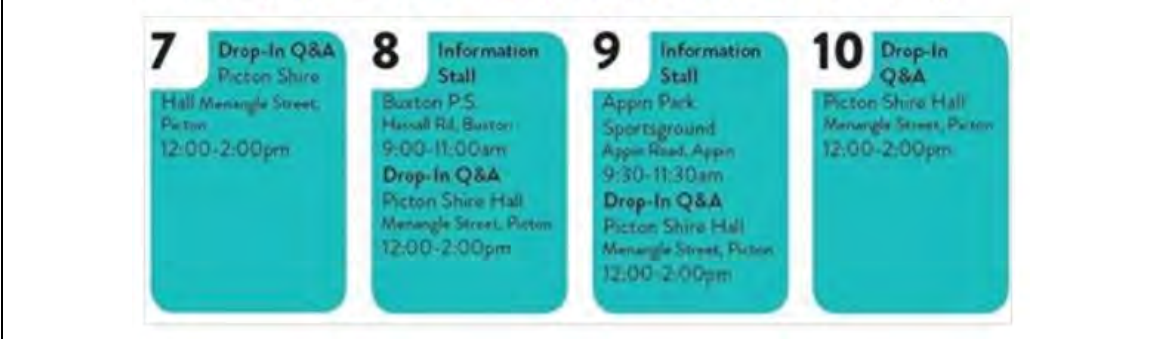 7
Drop-In Q&A
Picton Shire
Hall Menangle Street,
Picton
12:00-2:00pm
8
Information
Stall
Buxton P.S.
Hassall Rd, Buxton
9:00-11:00am
Drop-In Q&A
Picton Shire Hall
Menangle Street, Picton
12:00-2:00pm
9
Information
Stall
Appin Park
Sportsground
Appin Road, Appin
9:30-11:30am
Drop-In Q&A
Picton Shire Hall
Menangle Street, Picton
12:00-2:00pm
10
Drop-In
Q&A
Picton Shire Hall
Menangle Street, Picton
12:00-2:00pm